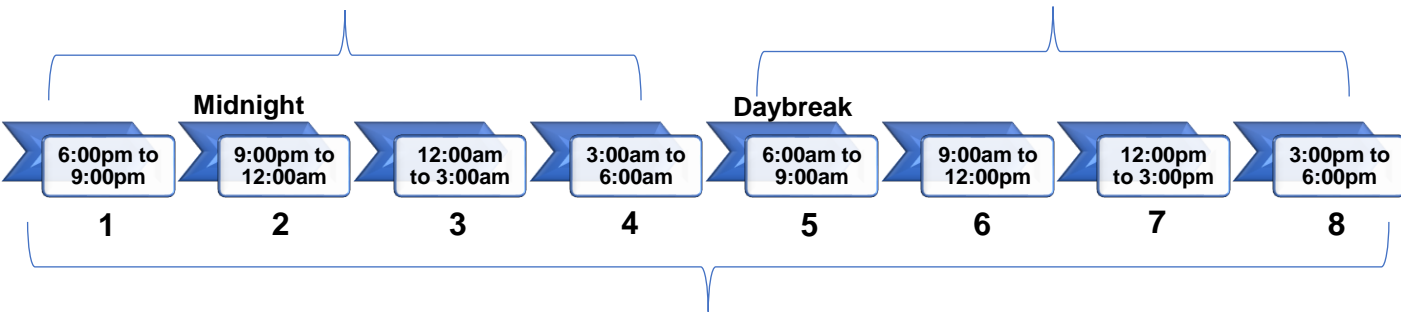 Midnight
Daybreak
6:00pm to
9:00pm
9:00pm to
12:00am
12:00am
to 3:00am
3:00am to
6:00am
6:00am to
9:00am
9:00am to
12:00pm
12:00pm
to 3:00pm
3:00pm to
6:00pm
1
2
3
4
5
6
7
8